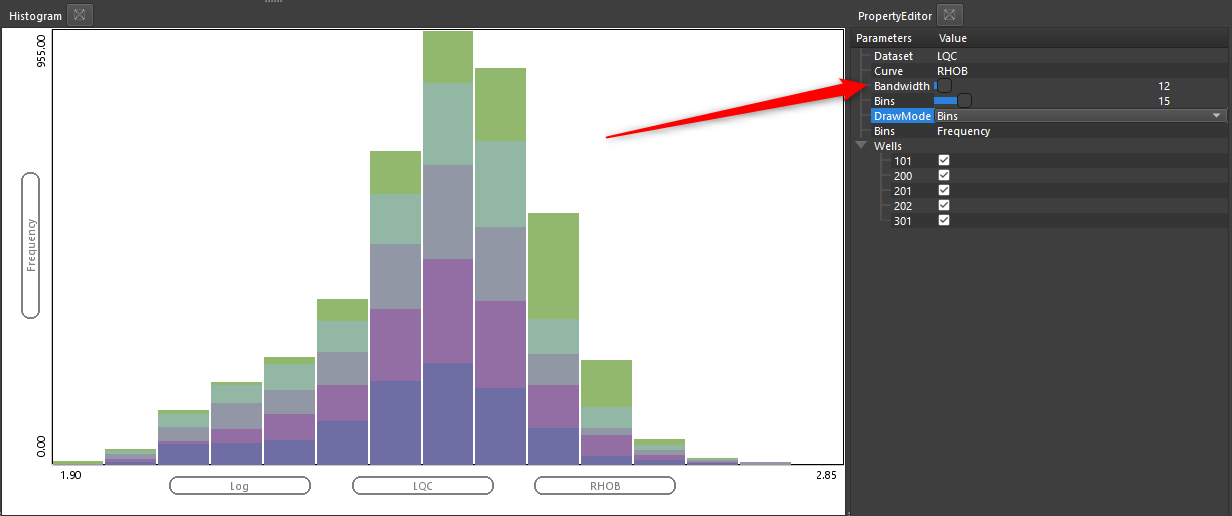 Histogram
955.00
Frequency
0.00
1.90
2.85
Log
LQC
RHOB
PropertyEditor
Parameters Value
Dataset LQC
Curve RHOB
Bandwidth 12
Bins 15
DrawMode Bins
Bins Frequency
Wells
101
200
201
202
301